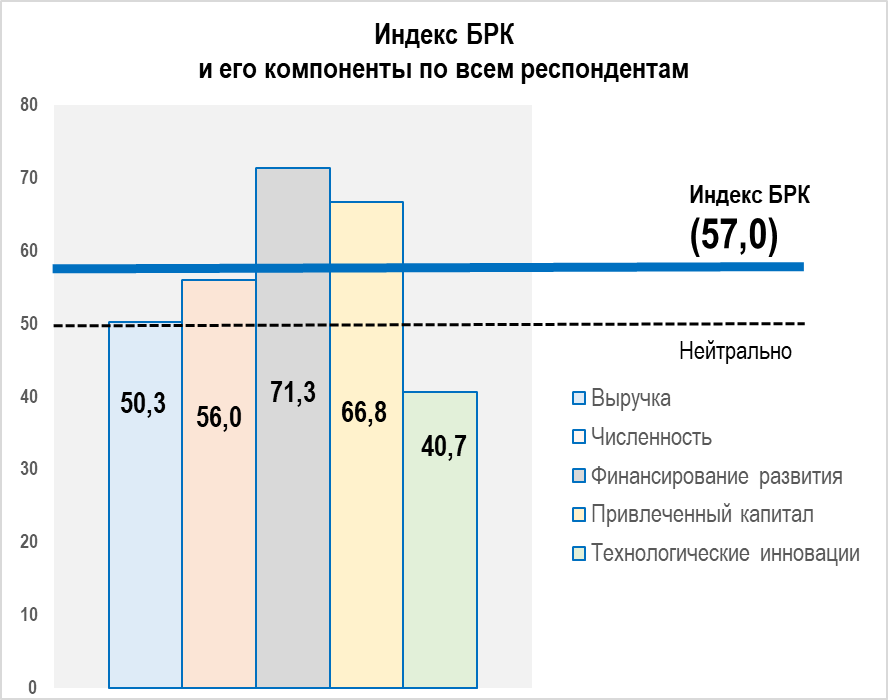 Индекс БРК
и его компоненты по всем респондентам
80
70
60
50
40
30
20
10
0
50,3
56,0
71,3
66,8
40,7
Индекс БРК
(57,0)
Нейтрально
Выручка
Численность
Финансирование развития
Привлеченный капитал
Технологические инновации